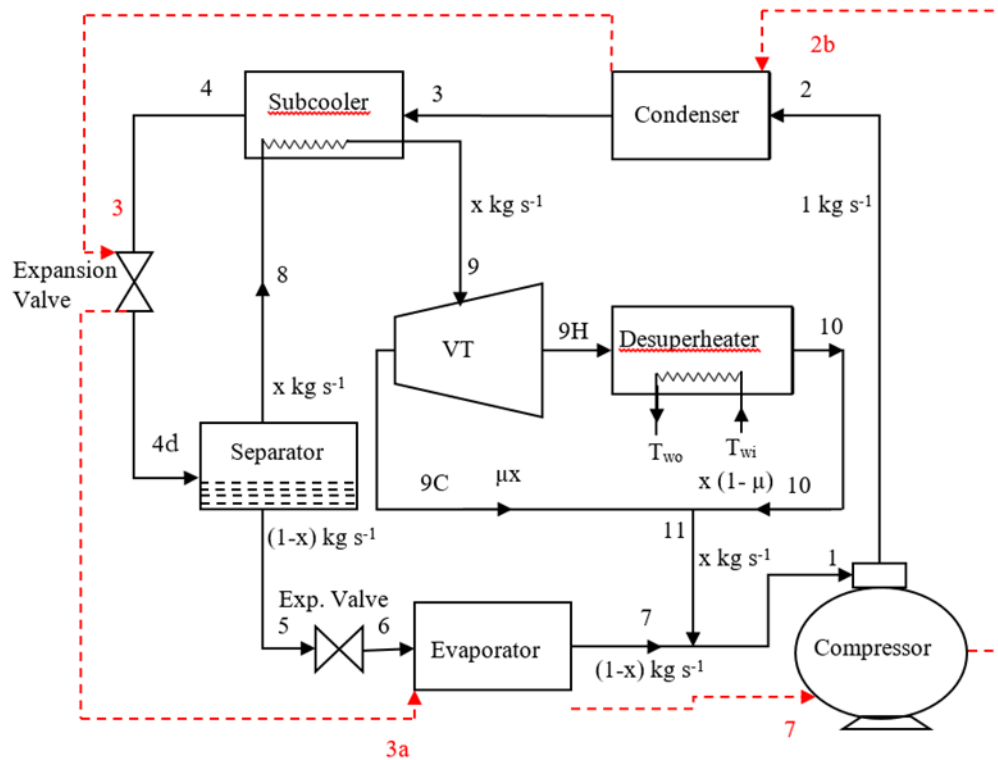 2b
4
Subcooler
3
Condenser
2
3
x kg s-1
1 kg s-1
Expansion
Valve
8
9
VT
9H
Desuperheater
10
x kg s-1
4d
Separator
Two
Twi
9C
µx
x (1- µ)
10
(1-x) kg s-1
11
x kg s-1
1
Exp. Valve
5
6
Evaporator
7
(1-x) kg s-1
Compressor
3a
7